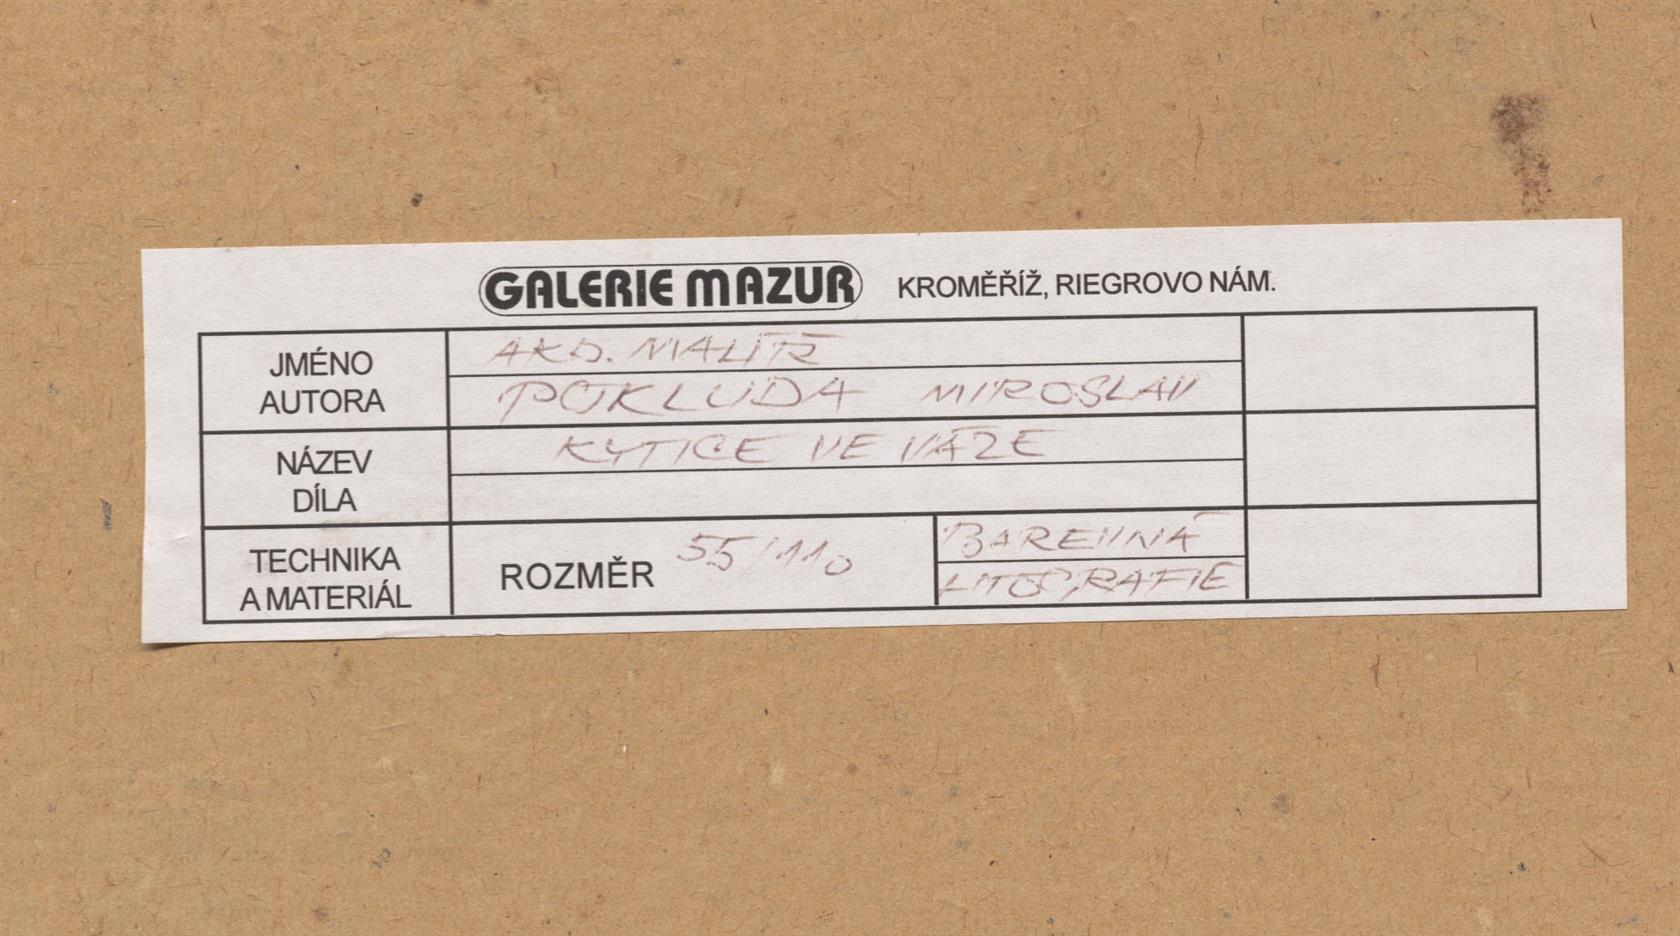 GALERIE MAZUR KROMĚŘÍŽ, RIEGROVO NÁM.
JMÉNO AUTORA
AKD. MALÍŘ
POKLUDA MIROSLAV
NÁZEV DÍLA
KYTICE VE VÁZE
TECHNIKA A MATERIÁL
ROZMĚR 55/110
BAREVNÁ
LITOGRAFIE